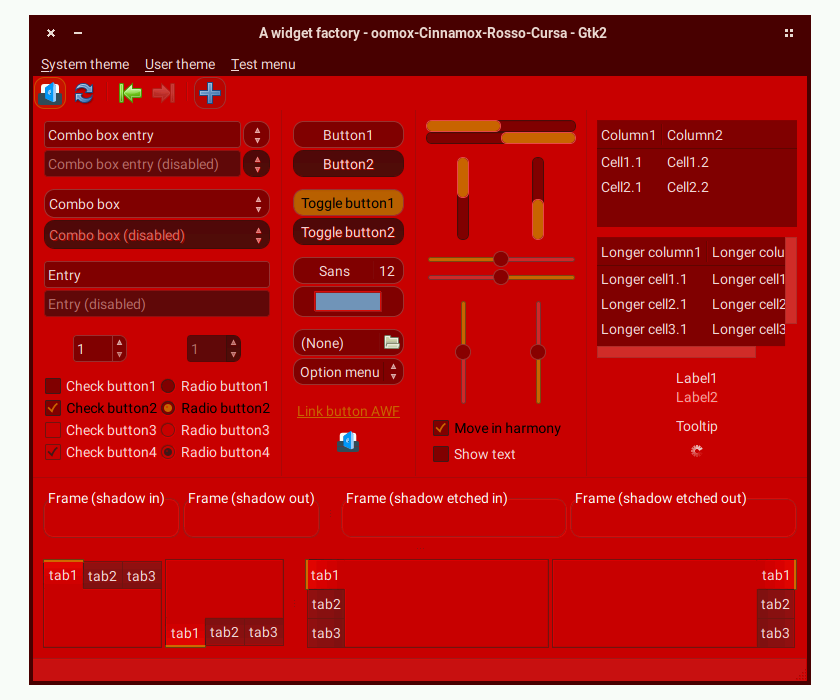 A widget factory - oomox-Cinnamox-Rosso-Cursa - Gtk2
System theme User theme Test menu
Combo box entry
Combo box entry (disabled)
Combo box
Combo box (disabled)
Entry
Entry (disabled)
1 1
Check button1 Radio button1
Check button2 Radio button2
Check button3 Radio button3
Check button4 Radio button4
Button1
Button2
Toggle button1
Toggle button2
Sans 12
(None)
Option menu
Link button AWF
Move in harmony
Show text
Column1 Column2
Cell1.1 Cell1.2
Cell2.1 Cell2.2
Longer column1 Longer colu
Longer cell1.1 Longer cell1
Longer cell2.1 Longer cell2
Longer cell3.1 Longer cell3
Label1
Label2
Tooltip
Frame (shadow in) Frame (shadow out) Frame (shadow etched in) Frame (shadow etched out)
tab1 tab2 tab3
tab1 tab2 tab3
tab1
tab2
tab3
tab1
tab2
tab3